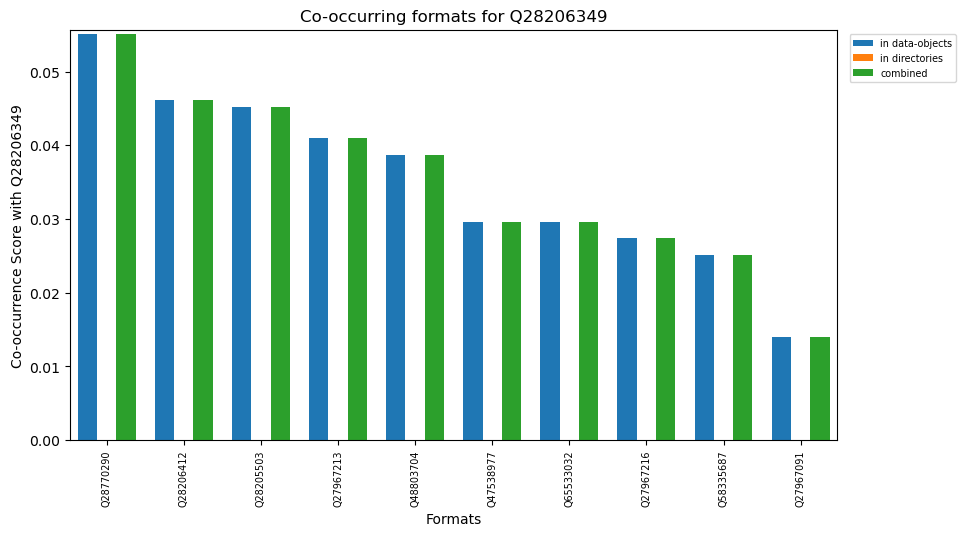 Co-occurring formats for Q28206349
in data-objects
in directories
combined
Co-occurrence Score with Q28206349
0.05
0.04
0.03
0.02
0.01
0.00
Q28770290
Q28206412
Q28205503
Q27967213
Q48803704
Q47538977
Q65533032
Q27967216
Q58335687
Q27967091
Formats